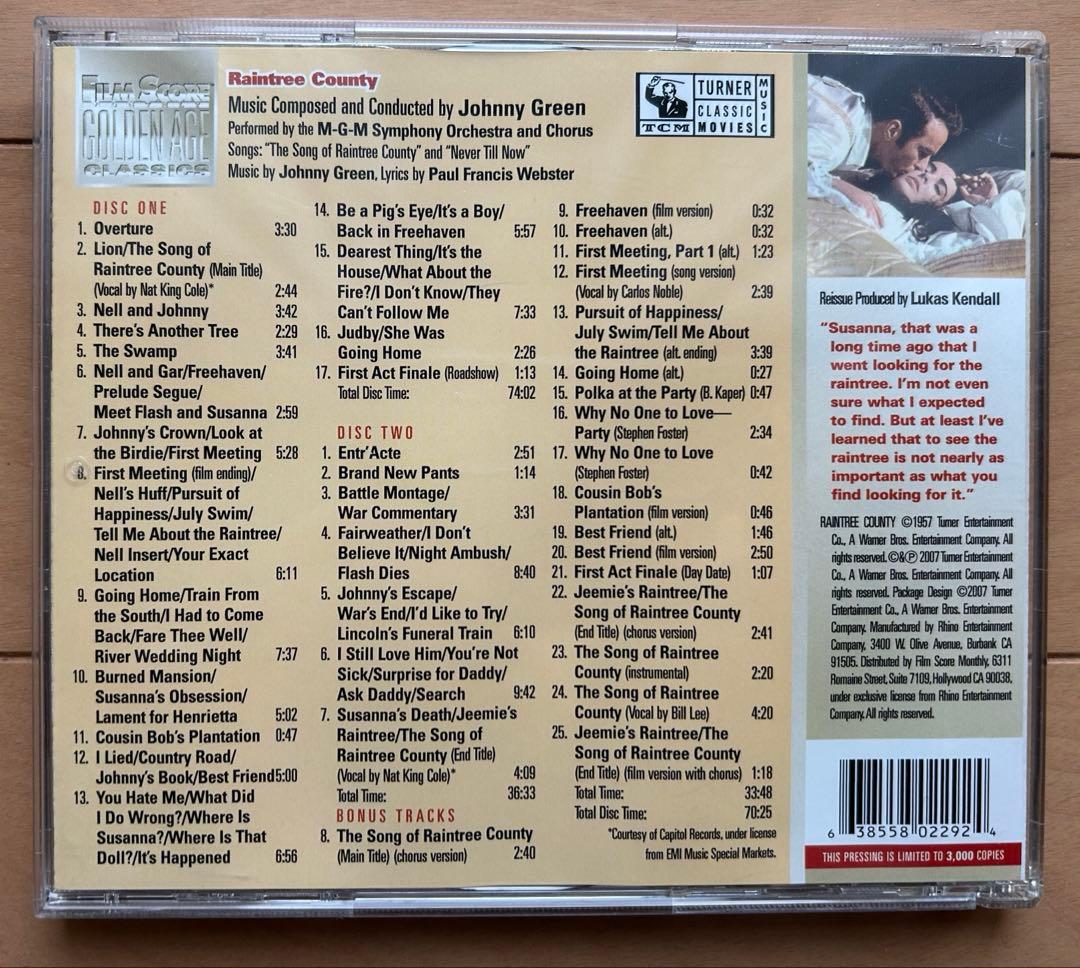 FILM SCORE
GOLDEN AGE
CLASSICS
Raintree County
Music Composed and Conducted by Johnny Green
Performed by the M-G-M Symphony Orchestra and Chorus
Songs: "The Song of Raintree County" and "Never Till Now"
Music by Johnny Green, Lyrics by Paul Francis Webster
TCM
TURNER
CLASSIC
MOVIES
MUSIC
DISC ONE
1. Overture 3:30
2. Lion/The Song of
Raintree County (Main Title)
(Vocal by Nat King Cole)* 2:44
3. Nell and Johnny 3:42
4. There's Another Tree 2:29
5. The Swamp 3:41
6. Nell and Gar/Freehaven/
Prelude Segue/
Meet Flash and Susanna 2:59
7. Johnny's Crown/Look at
the Birdie/First Meeting 5:28
8. First Meeting (film ending)/
Nell's Huff/Pursuit of
Happiness/July Swim/
Tell Me About the Raintree/
Nell Insert/Your Exact
Location 6:11
9. Going Home/Train From
the South/I Had to Come
Back/Fare Thee Well/
River Wedding Night 7:37
10. Burned Mansion/
Susanna's Obsession/
Lament for Henrietta 5:02
11. Cousin Bob's Plantation 0:47
12. I Lied/Country Road/
Johnny's Book/Best Friend 5:00
13. You Hate Me/What Did
I Do Wrong?/Where Is
Susanna?/Where Is That
Doll?/It's Happened 6:56
14. Be a Pig's Eye/It's a Boy/
Back in Freehaven 5:57
15. Dearest Thing/It's the
House/What About the
Fire?/I Don't Know/They
Can't Follow Me 7:33
16. Judby/She Was
Going Home 2:26
17. First Act Finale (Roadshow) 1:13
Total Disc Time: 74:02
DISC TWO
1. Entr'Acte 2:51
2. Brand New Pants 1:14
3. Battle Montage/
War Commentary 3:31
4. Fairweather/I Don't
Believe It/Night Ambush/
Flash Dies 8:40
5. Johnny's Escape/
War's End/I'd Like to Try/
Lincoln's Funeral Train 6:10
6. I Still Love Him/You're Not
Sick/Surprise for Daddy/
Ask Daddy/Search 9:42
7. Susanna's Death/Jeemie's
Raintree/The Song of
Raintree County (End Title)
(Vocal by Nat King Cole)* 4:09
Total Time: 36:33
BONUS TRACKS
8. The Song of Raintree County
(Main Title) (chorus version) 2:40
9. Freehaven (film version) 0:32
10. Freehaven (alt.) 0:32
11. First Meeting, Part 1 (alt.) 1:23
12. First Meeting (song version)
(Vocal by Carlos Noble) 2:39
13. Pursuit of Happiness/
July Swim/Tell Me About
the Raintree (alt. ending) 3:39
14. Going Home (alt.) 0:27
15. Polka at the Party (B. Kaper) 0:47
16. Why No One to Love—
Party (Stephen Foster) 2:34
17. Why No One to Love
(Stephen Foster) 0:42
18. Cousin Bob's
Plantation (film version) 0:46
19. Best Friend (alt.) 1:46
20. Best Friend (film version) 2:50
21. First Act Finale (Day Date) 1:07
22. Jeemie's Raintree/The
Song of Raintree County
(End Title) (chorus version) 2:41
23. The Song of Raintree
County (instrumental) 2:20
24. The Song of Raintree
County (Vocal by Bill Lee) 4:20
25. Jeemie's Raintree/The
Song of Raintree County
(End Title) (film version with chorus) 1:18
Total Time: 33:48
Total Disc Time: 70:25
*Courtesy of Capitol Records, under license
from EMI Music Special Markets.
Reissue Produced by Lukas Kendall
"Susanna, that was a
long time ago that I
went looking for the
raintree. I'm not even
sure what I expected
to find. But at least I've
learned that to see the
raintree is not nearly as
important as what you
find looking for it."
RAINTREE COUNTY ©1957 Turner Entertainment
Co., A Warner Bros. Entertainment Company. All
rights reserved. ©&℗ 2007 Turner Entertainment
Co., A Warner Bros. Entertainment Company. All
rights reserved. Package Design ©2007 Turner
Entertainment Co., A Warner Bros. Entertainment
Company. Manufactured by Rhino Entertainment
Company, 3400 W. Olive Avenue, Burbank CA
91505. Distributed by Film Score Monthly, 6311
Romaine Street, Suite 7109, Hollywood CA 90038,
under exclusive license from Rhino Entertainment
Company. All rights reserved.
6 38558 02292 4
THIS PRESSING IS LIMITED TO 3,000 COPIES